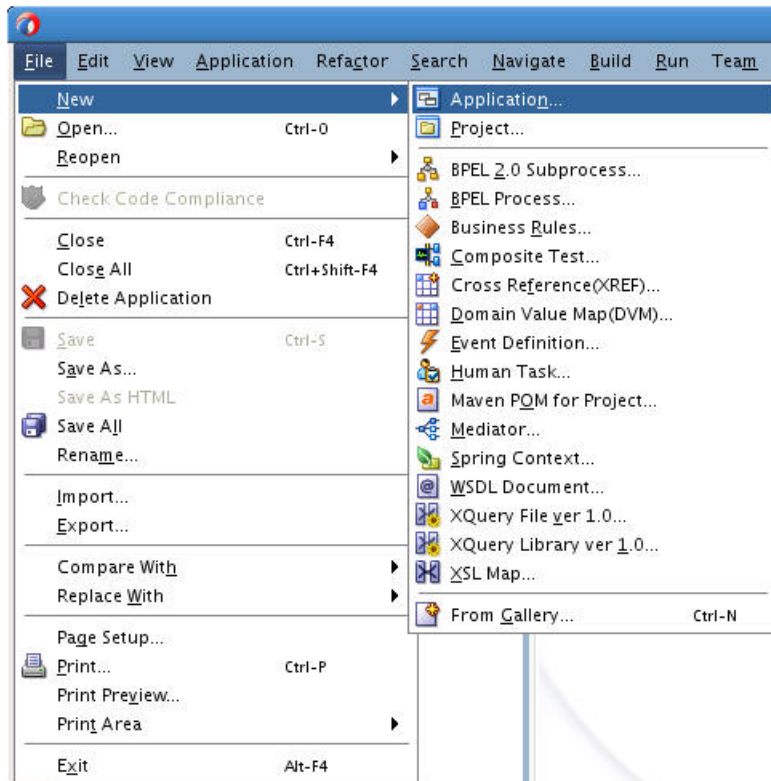 File Edit View Application Refactor Search Navigate Build Run Team
New
Open... Ctrl-O
Reopen
Check Code Compliance
Close Ctrl-F4
Close All Ctrl+Shift-F4
Delete Application
Save Ctrl-S
Save As...
Save As HTML
Save All
Rename...
Import...
Export...
Compare With
Replace With
Page Setup...
Print... Ctrl-P
Print Preview...
Print Area
Exit Alt-F4
Application...
Project...
BPEL 2.0 Subprocess...
BPEL Process...
Business Rules...
Composite Test...
Cross Reference(XREF)...
Domain Value Map(DVM)...
Event Definition...
Human Task...
Maven POM for Project...
Mediator...
Spring Context...
WSDL Document...
XQuery File ver 1.0...
XQuery Library ver 1.0...
XSL Map...
From Gallery... Ctrl-N